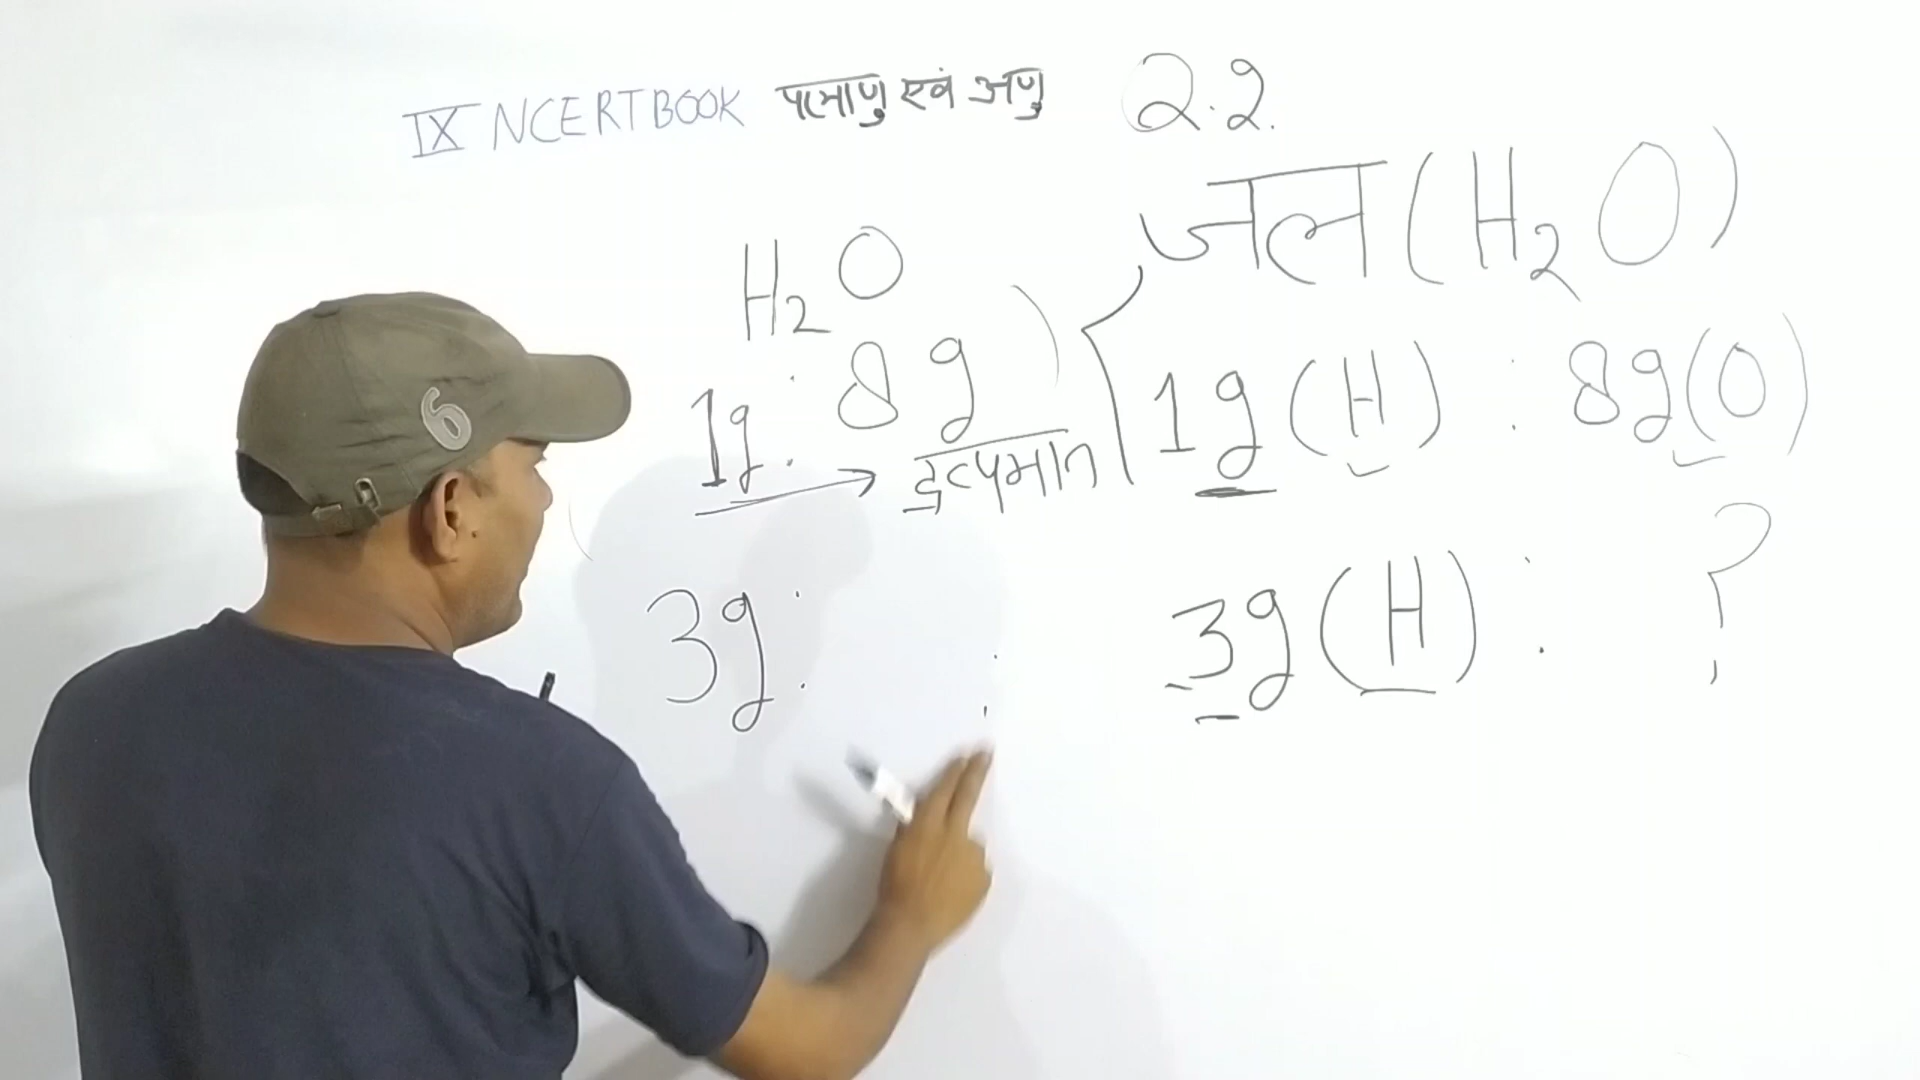 IX NCERT BOOK परमाणु एवं अणु 2.2.
जल (H₂O)
H₂O
1g : 8g)
1g (H) : 8g (O)
द्रव्यमान
3g :
3g (H) : ?
6